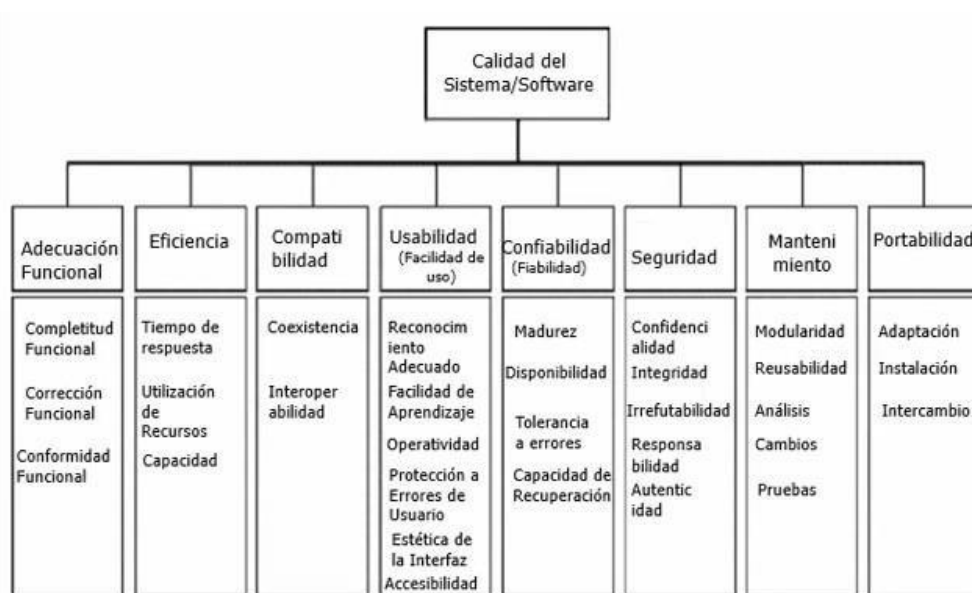 Calidad del
Sistema/Software
Adecuación
Funcional
Eficiencia
Compati
bilidad
Usabilidad
(Facilidad de
uso)
Confiabilidad
(Fiabilidad)
Seguridad
Manteni
miento
Portabilidad
Completitud
Funcional
Corrección
Funcional
Conformidad
Funcional
Tiempo de
respuesta
Utilización
de
Recursos
Capacidad
Coexistencia
Interoper
abilidad
Reconocim
iento
Adecuado
Facilidad de
Aprendizaje
Operatividad
Protección a
Errores de
Usuario
Estética de
la Interfaz
Accesibilidad
Madurez
Disponibilidad
Tolerancia
a errores
Capacidad de
Recuperación
Confidenci
alidad
Integridad
Irrefutabilidad
Responsa
bilidad
Autentic
idad
Modularidad
Reusabilidad
Análisis
Cambios
Pruebas
Adaptación
Instalación
Intercambio